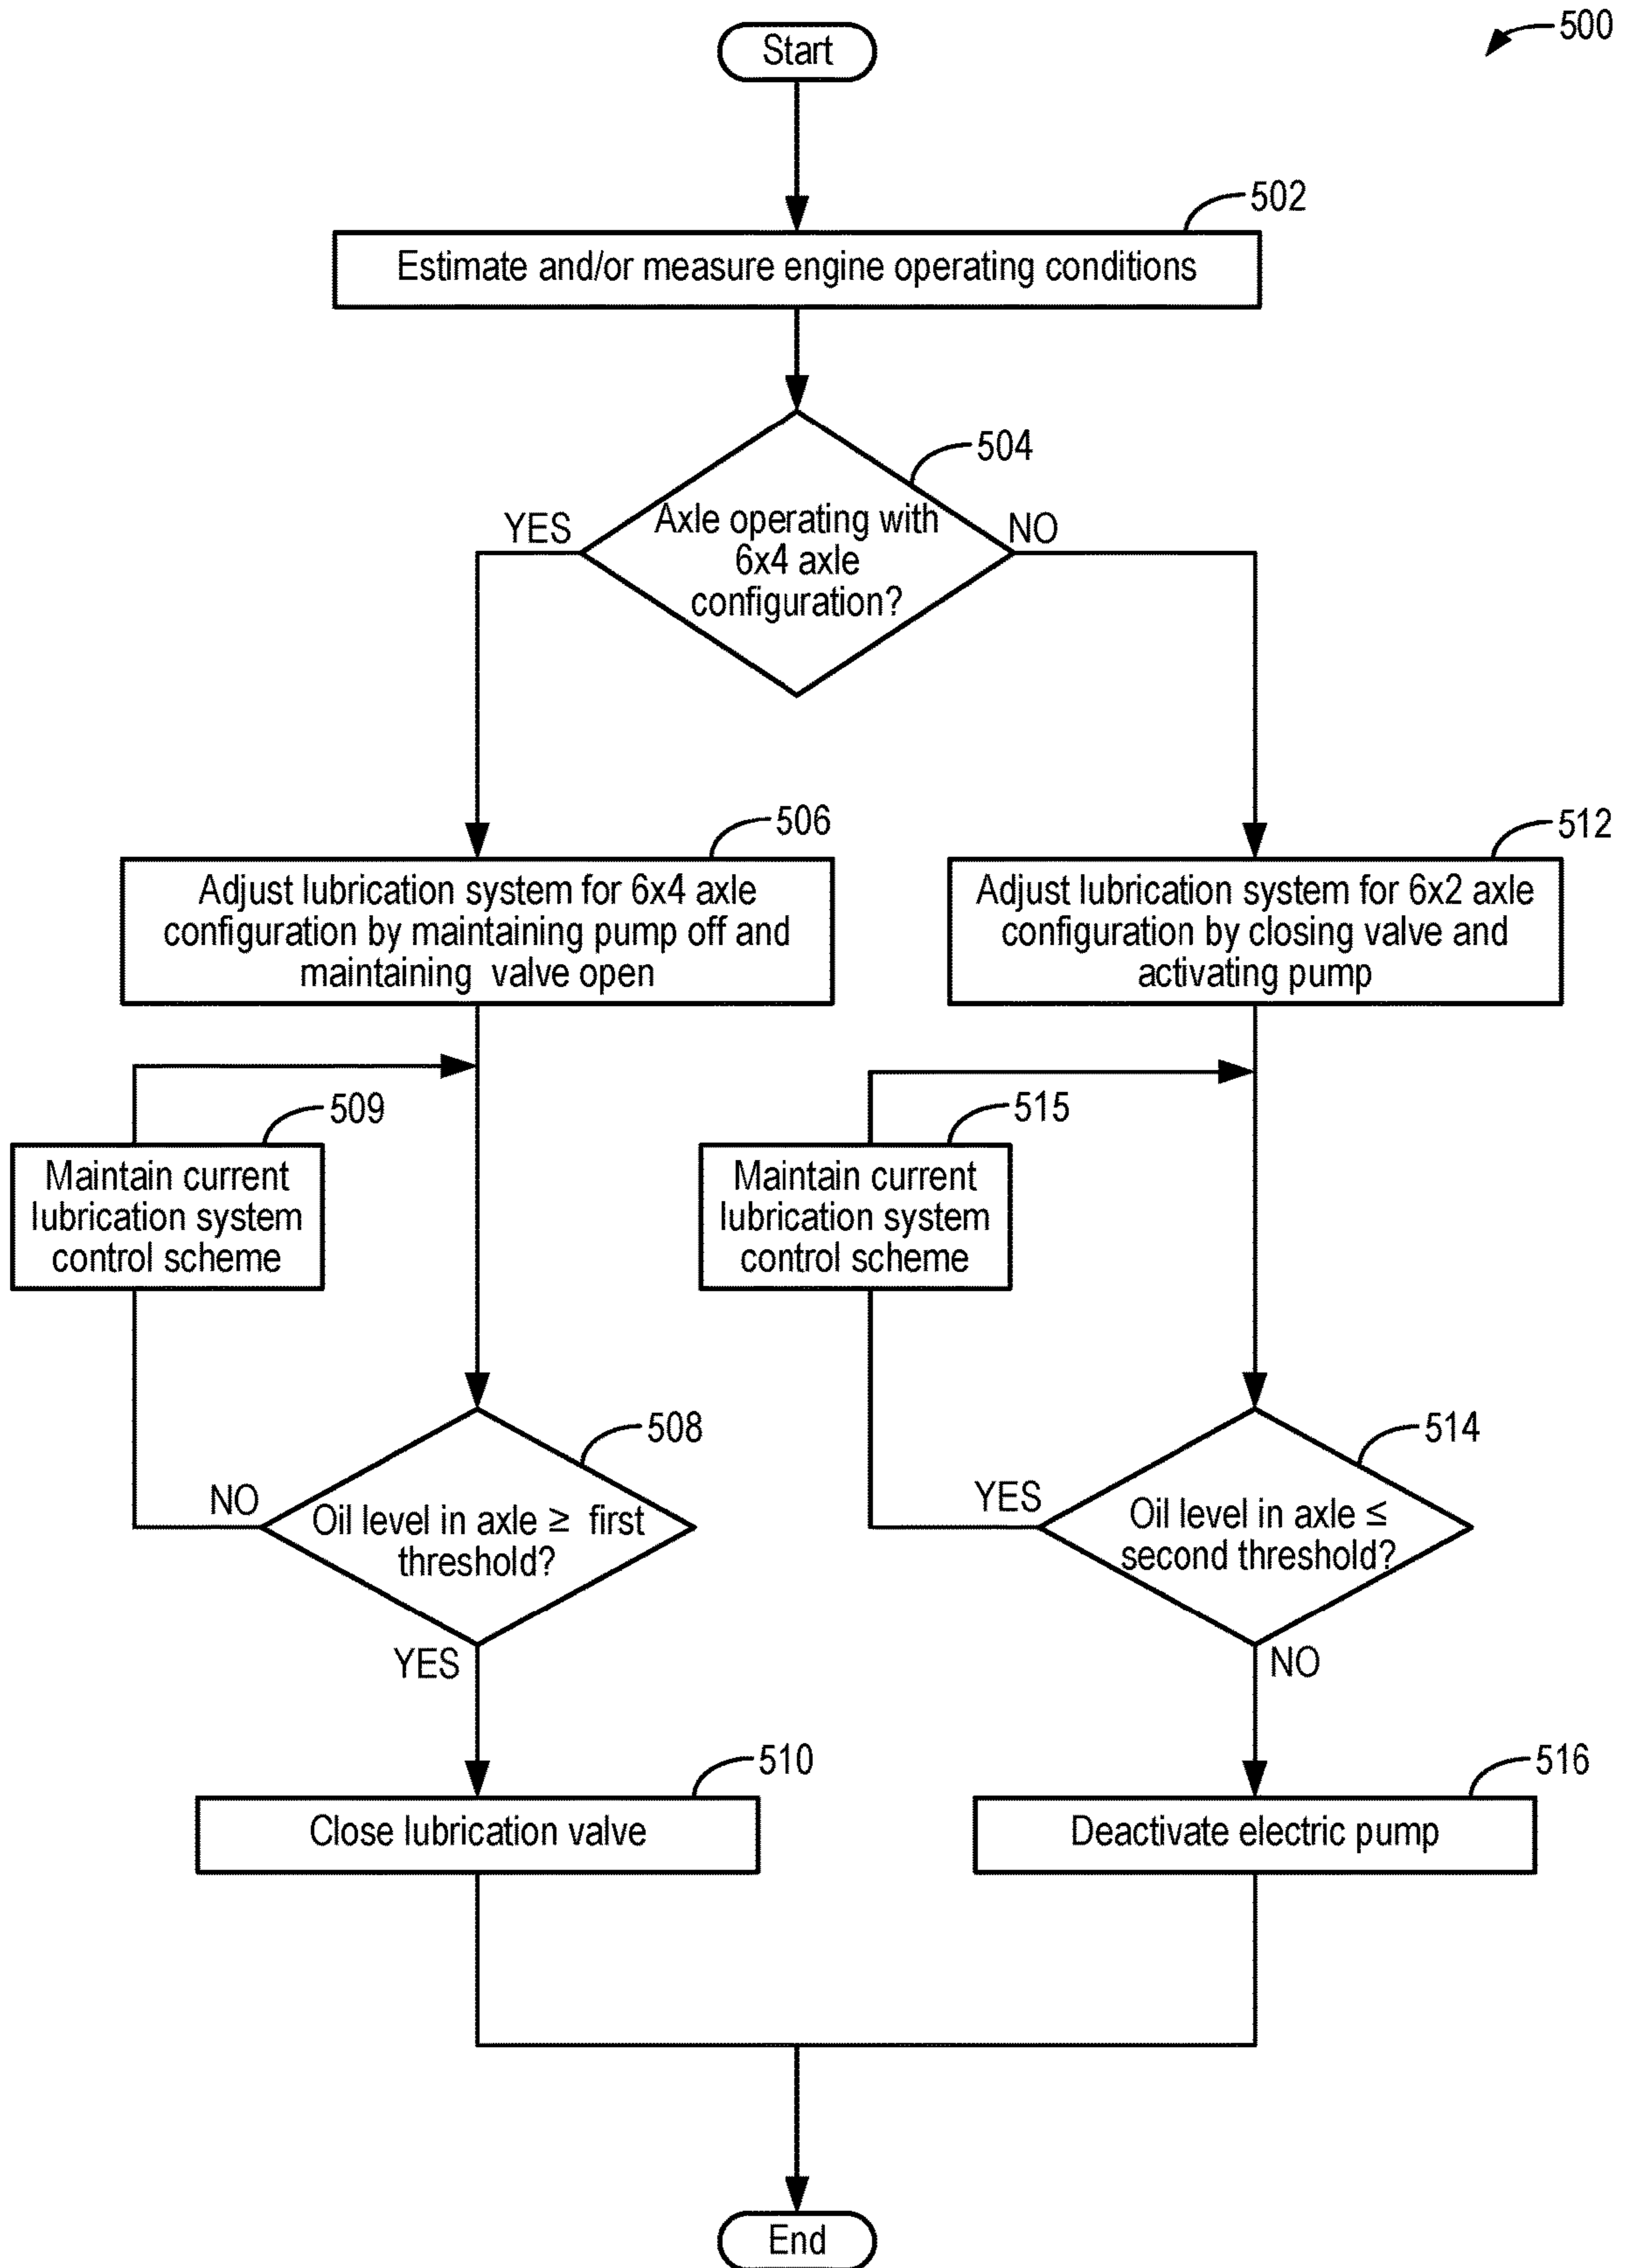 500
Start
502
Estimate and/or measure engine operating conditions
504
YES
Axle operating with
6x4 axle
configuration?
NO
506
Adjust lubrication system for 6x4 axle
configuration by maintaining pump off and
maintaining valve open
512
Adjust lubrication system for 6x2 axle
configuration by closing valve and
activating pump
509
Maintain current
lubrication system
control scheme
515
Maintain current
lubrication system
control scheme
508
NO
Oil level in axle ≥ first
threshold?
YES
514
YES
Oil level in axle ≤
second threshold?
NO
510
Close lubrication valve
516
Deactivate electric pump
End